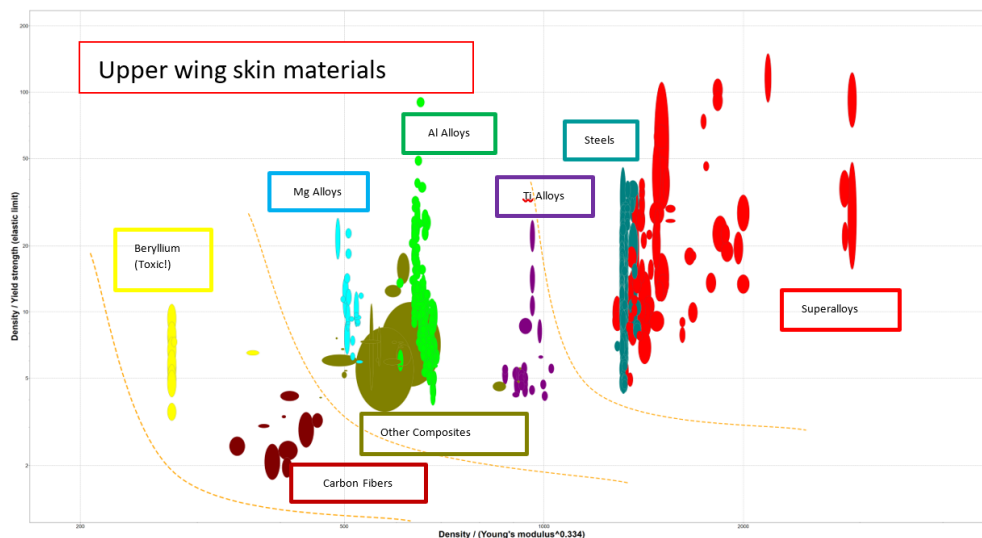 200
Upper wing skin materials
100
Al Alloys
Steels
50
Mg Alloys
Ti Alloys
Beryllium
(Toxic!)
20
Density / Yield strength (elastic limit)
10
Superalloys
5
Other Composites
2
Carbon Fibers
200
500
1000
2000
Density / (Young's modulus^0.334)